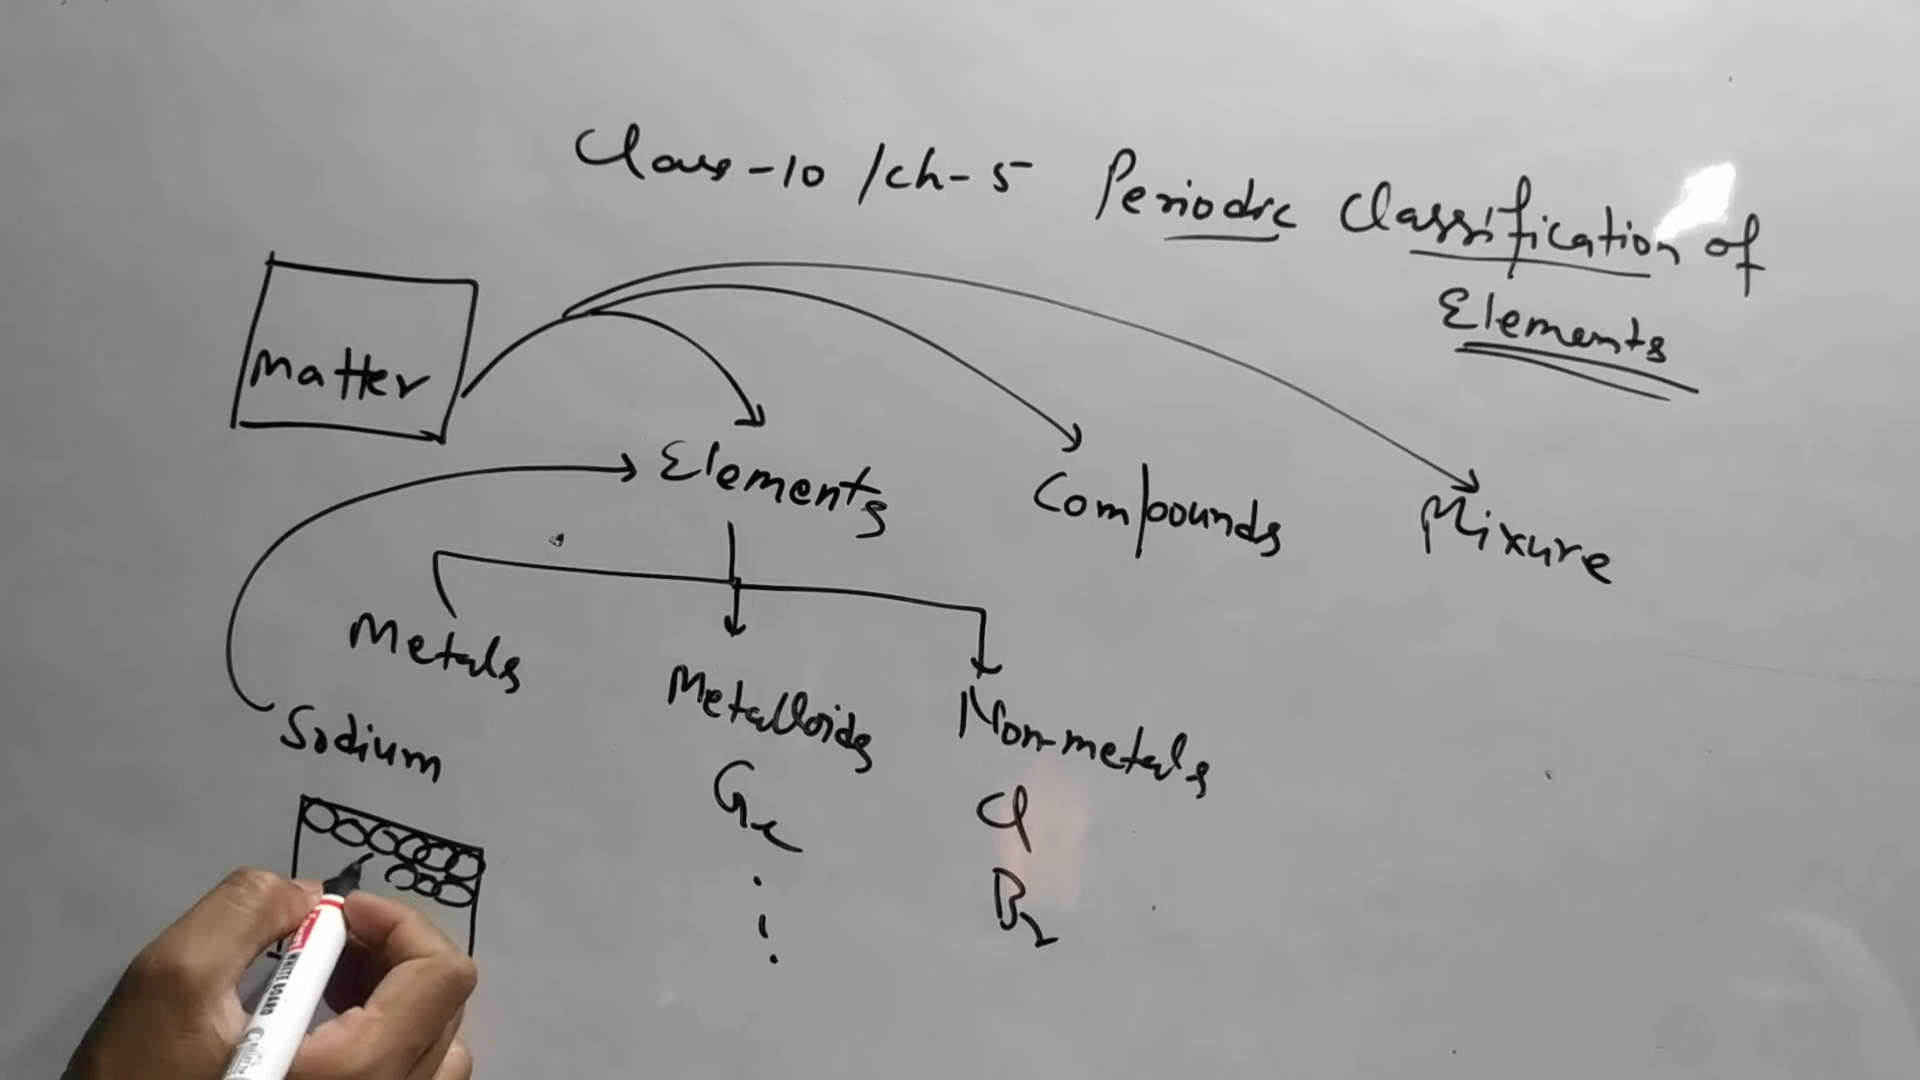 Class-10 /ch-5 Periodic Classification of
Elements
Matter
Elements
Compounds
Mixure
Metals
Metalloids
Non-metals
Sodium
Ge
Cl
Br
WHITEBOARD